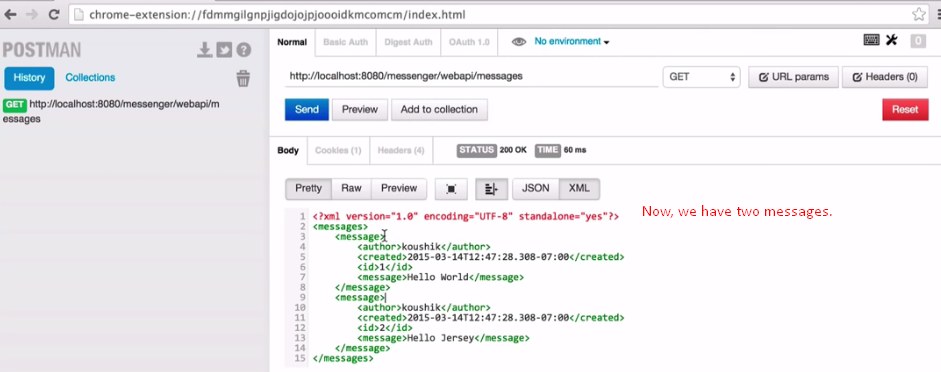 chrome-extension://fdmmgilgnpjigdojojpjoooidkmcomcm/index.html
POSTMAN
History Collections
GET http://localhost:8080/messenger/webapi/m
essages
Normal Basic Auth Digest Auth OAuth 1.0 No environment 0
http://localhost:8080/messenger/webapi/messages GET URL params Headers (0)
Send Preview Add to collection Reset
Body Cookies (1) Headers (4) STATUS 200 OK TIME 60 ms
Pretty Raw Preview JSON XML
Now, we have two messages.
1 <?xml version="1.0" encoding="UTF-8" standalone="yes"?>
2 <messages>
3 <message>
4 <author>koushik</author>
5 <created>2015-03-14T12:47:28.308-07:00</created>
6 <id>1</id>
7 <message>Hello World</message>
8 </message>
9 <message>
10 <author>koushik</author>
11 <created>2015-03-14T12:47:28.308-07:00</created>
12 <id>2</id>
13 <message>Hello Jersey</message>
14 </message>
15 </messages>